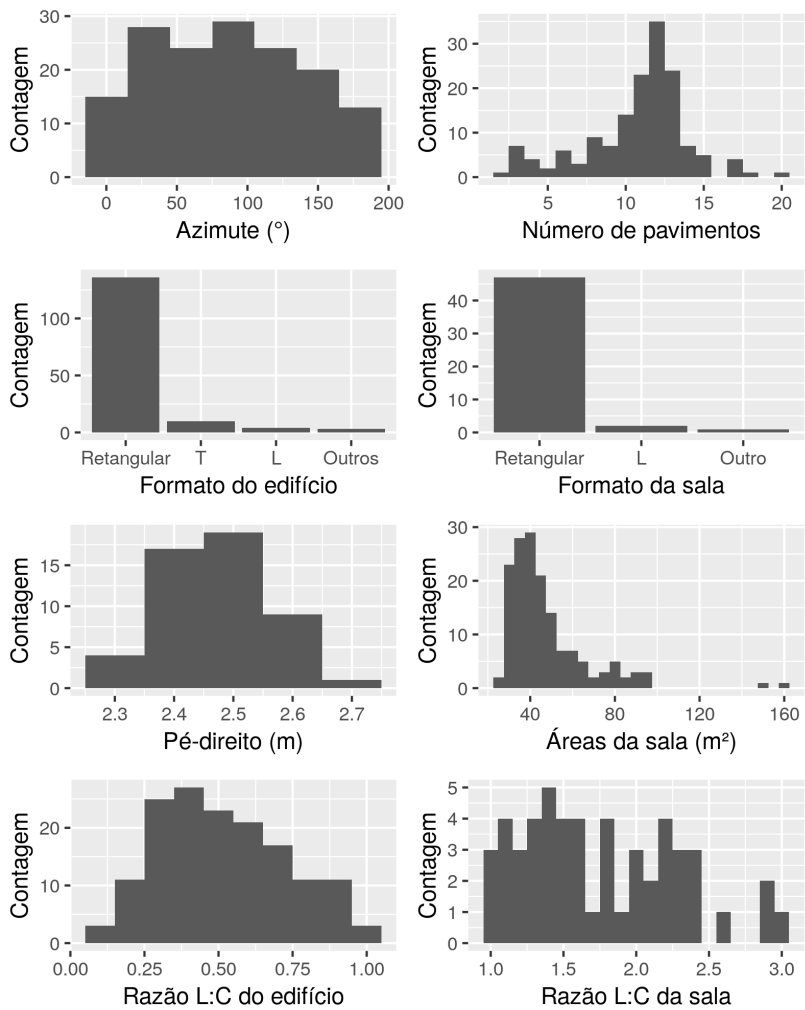 30
20
10
0
Contagem
0 50 100 150 200
Azimute (°)
30
20
10
0
Contagem
5 10 15 20
Número de pavimentos
100
50
0
Contagem
Retangular T L Outros
Formato do edifício
40
30
20
10
0
Contagem
Retangular L Outro
Formato da sala
15
10
5
0
Contagem
2.3 2.4 2.5 2.6 2.7
Pé-direito (m)
30
20
10
0
Contagem
40 80 120 160
Áreas da sala (m²)
20
10
0
Contagem
0.00 0.25 0.50 0.75 1.00
Razão L:C do edifício
5
4
3
2
1
0
Contagem
1.0 1.5 2.0 2.5 3.0
Razão L:C da sala